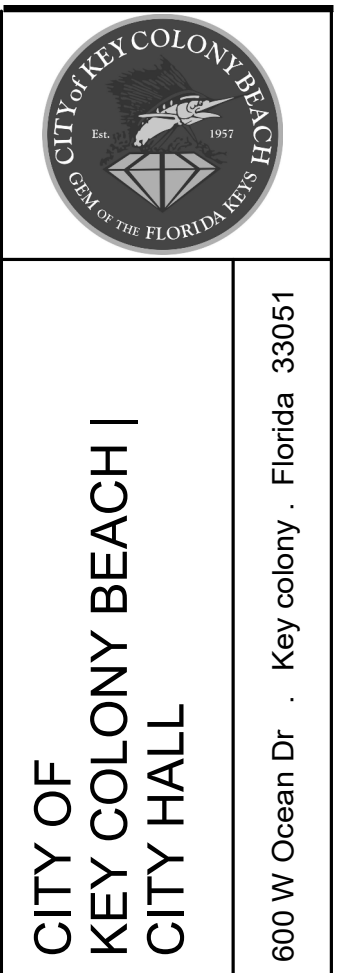 CITY of KEY COLONY BEACH
Est. 1957
GEM OF THE FLORIDA KEYS
CITY OF
KEY COLONY BEACH |
CITY HALL
600 W Ocean Dr . Key colony . Florida 33051